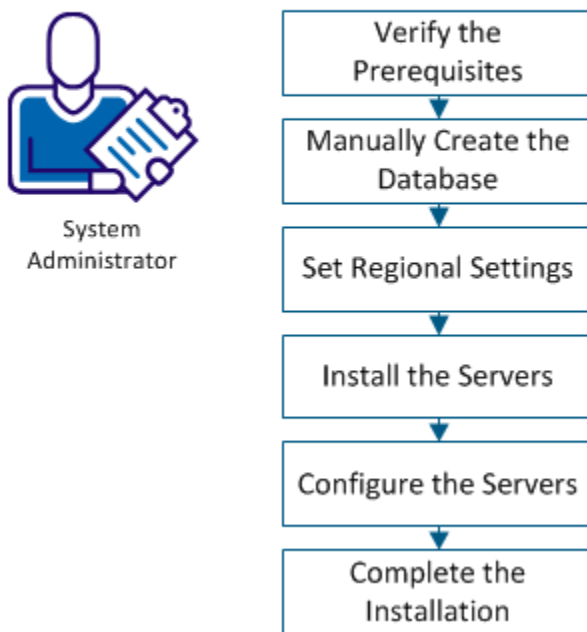 System
Administrator
Verify the
Prerequisites
Manually Create the
Database
Set Regional Settings
Install the Servers
Configure the Servers
Complete the
Installation